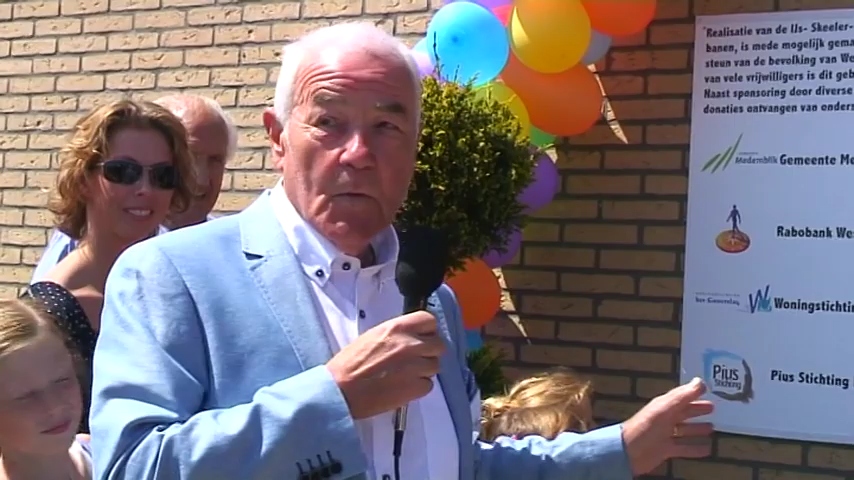 "Realisatie van de IJs- Skeeler-
banen, is mede mogelijk gema
steun van de bevolking van We
van vele vrijwilligers is dit geb
Naast sponsoring door diverse
donaties ontvangen van onders
Medemblik Gemeente Me
Rabobank Wes
Woningstichti
Pius
Stichting
Pius Stichting